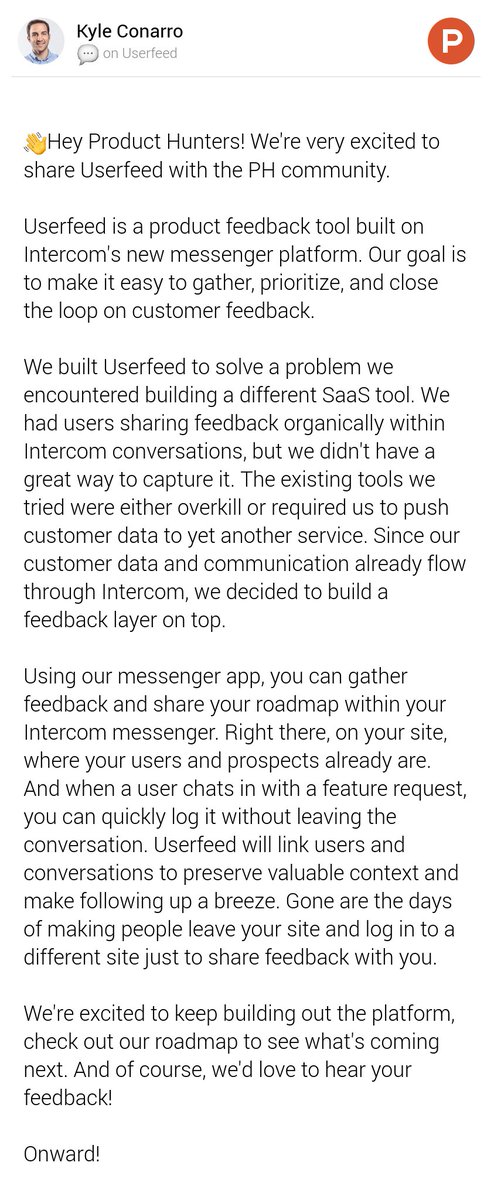 Kyle Conarro
on Userfeed
P
👋Hey Product Hunters! We're very excited to
share Userfeed with the PH community.
Userfeed is a product feedback tool built on
Intercom's new messenger platform. Our goal is
to make it easy to gather, prioritize, and close
the loop on customer feedback.
We built Userfeed to solve a problem we
encountered building a different SaaS tool. We
had users sharing feedback organically within
Intercom conversations, but we didn't have a
great way to capture it. The existing tools we
tried were either overkill or required us to push
customer data to yet another service. Since our
customer data and communication already flow
through Intercom, we decided to build a
feedback layer on top.
Using our messenger app, you can gather
feedback and share your roadmap within your
Intercom messenger. Right there, on your site,
where your users and prospects already are.
And when a user chats in with a feature request,
you can quickly log it without leaving the
conversation. Userfeed will link users and
conversations to preserve valuable context and
make following up a breeze. Gone are the days
of making people leave your site and log in to a
different site just to share feedback with you.
We're excited to keep building out the platform,
check out our roadmap to see what's coming
next. And of course, we'd love to hear your
feedback!
Onward!